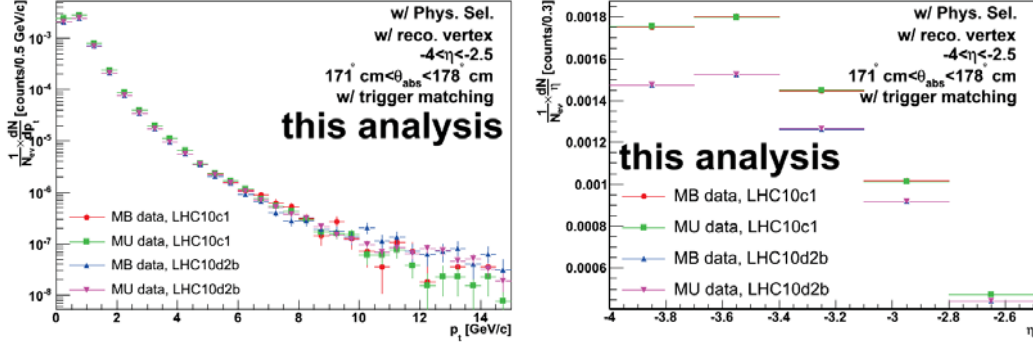 w/ Phys. Sel.
w/ reco. vertex
-4<η<-2.5
171° cm<θabs<178° cm
w/ trigger matching
this analysis
1/Nev × dN/dpt [counts/0.5 GeV/c]
10⁻³
10⁻⁴
10⁻⁵
10⁻⁶
10⁻⁷
10⁻⁸
MB data, LHC10c1
MU data, LHC10c1
MB data, LHC10d2b
MU data, LHC10d2b
0 2 4 6 8 10 12 14
pt [GeV/c]
w/ Phys. Sel.
w/ reco. vertex
-4<η<-2.5
171° cm<θabs<178° cm
w/ trigger matching
this analysis
1/Nev × dN/η [counts/0.3]
0.0018
0.0016
0.0014
0.0012
0.001
0.0008
0.0006
MB data, LHC10c1
MU data, LHC10c1
MB data, LHC10d2b
MU data, LHC10d2b
-4 -3.8 -3.6 -3.4 -3.2 -3 -2.8 -2.6
η